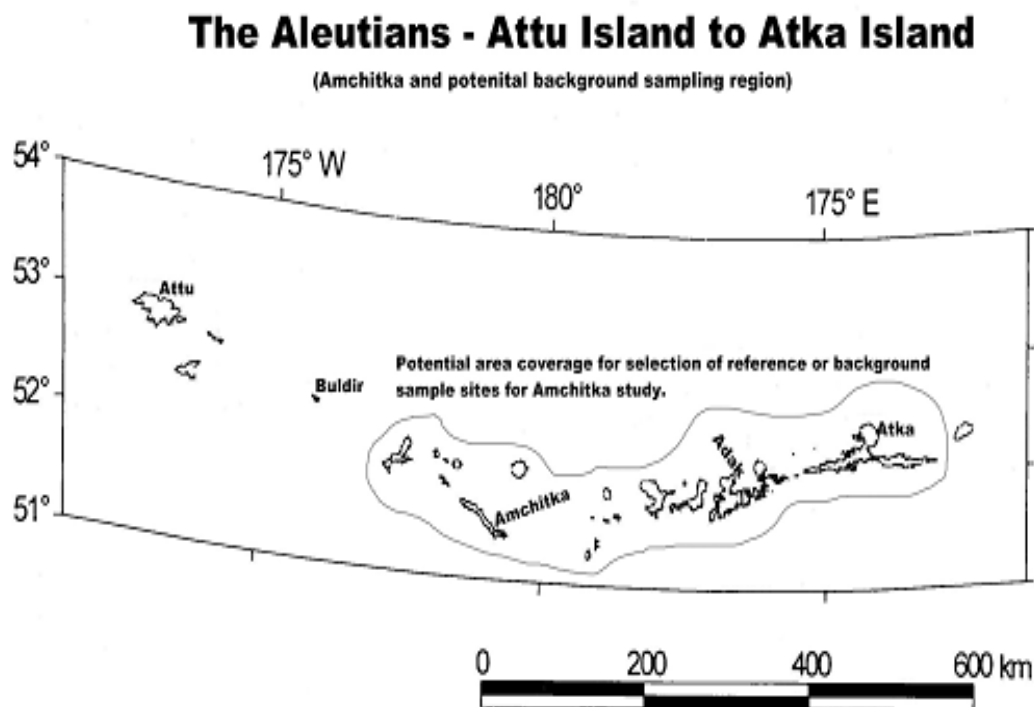 The Aleutians - Attu Island to Atka Island
(Amchitka and potenital background sampling region)
54°
175° W
180°
175° E
53°
Attu
Potential area coverage for selection of reference or background
sample sites for Amchitka study.
52°
Buldir
Atka
Adak
Amchitka
51°
0
200
400
600 km